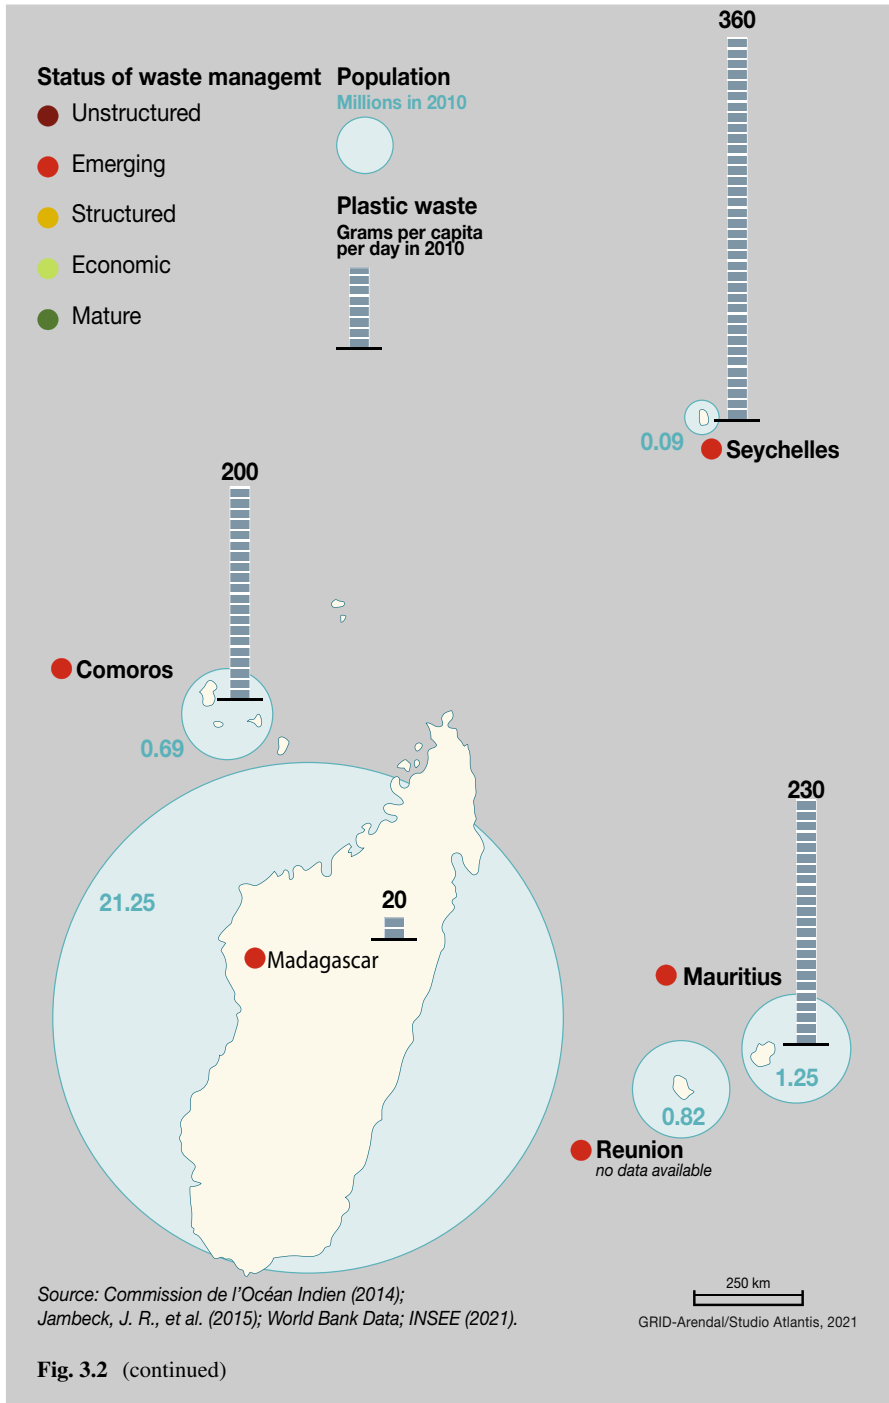 360
Status of waste managemt
Unstructured
Emerging
Structured
Economic
Mature
Population
Millions in 2010
Plastic waste
Grams per capita
per day in 2010
0.09
Seychelles
200
Comoros
0.69
21.25
20
Madagascar
230
Mauritius
1.25
0.82
Reunion
no data available
Source: Commission de l’Océan Indien (2014);
Jambeck, J. R., et al. (2015); World Bank Data; INSEE (2021).
250 km
GRID-Arendal/Studio Atlantis, 2021
Fig. 3.2 (continued)